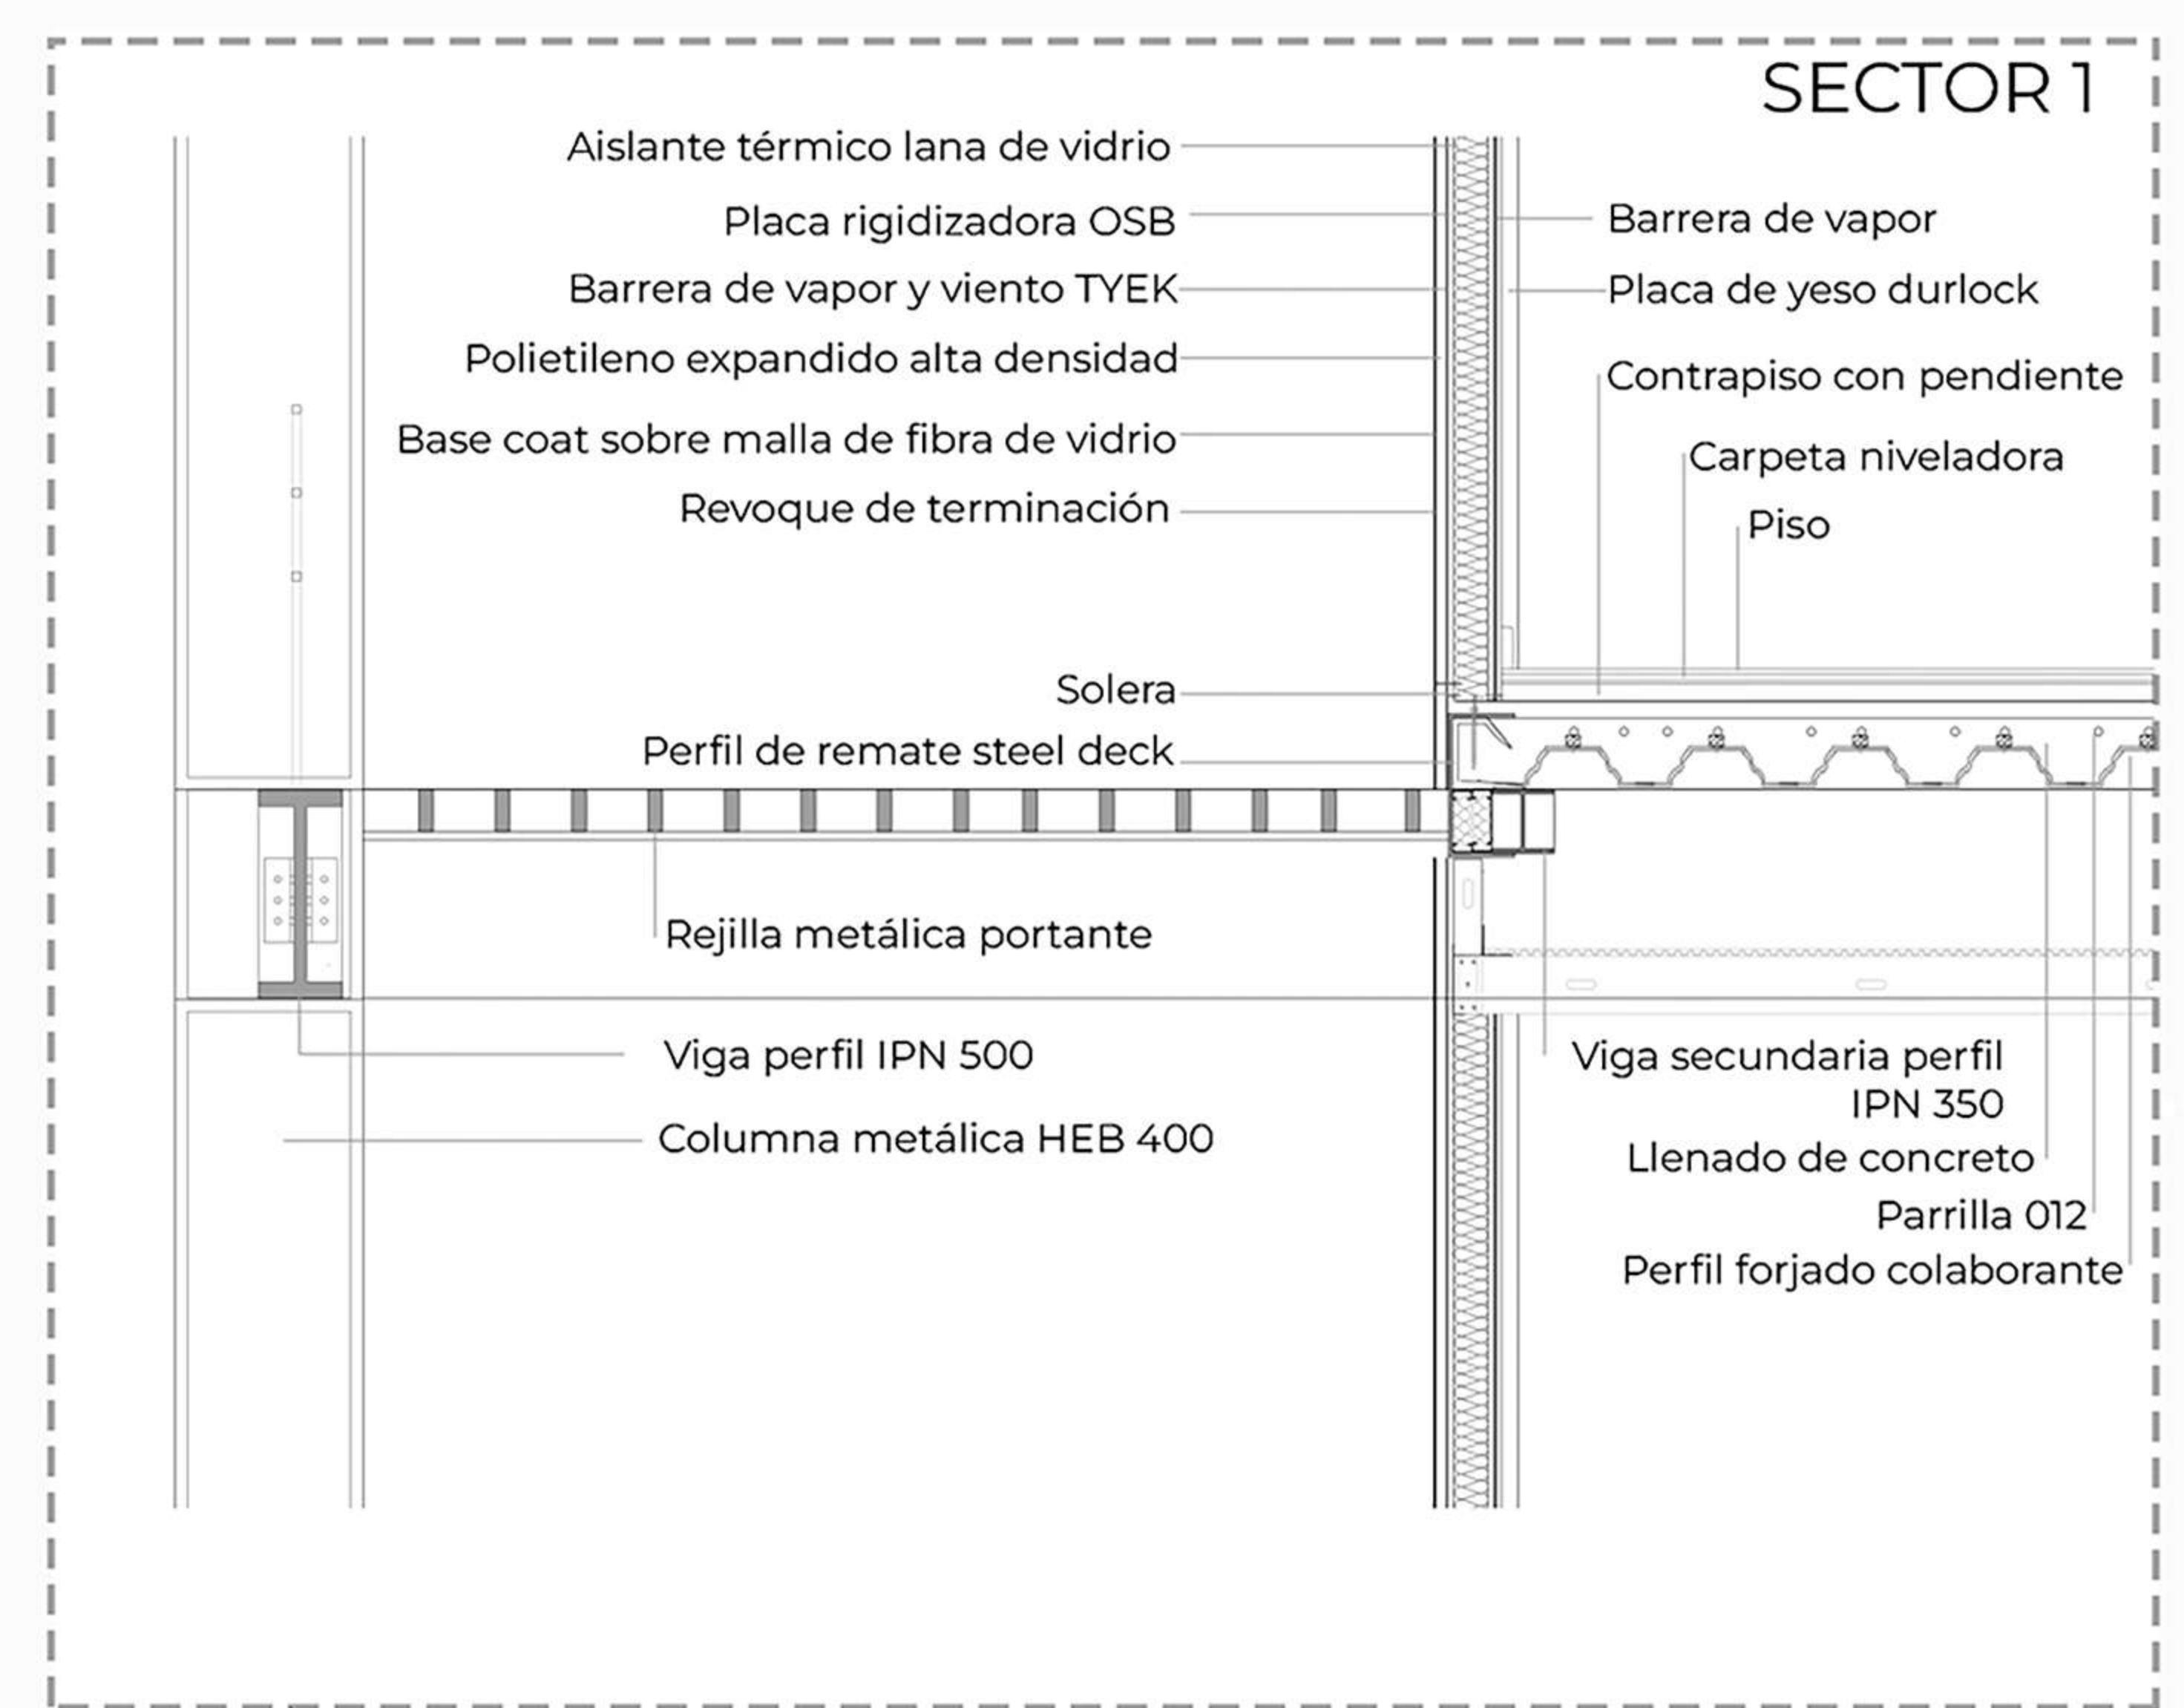 SECTOR 1
Aislante térmico lana de vidrio
Placa rigidizadora OSB
Barrera de vapor y viento TYEK
Polietileno expandido alta densidad
Base coat sobre malla de fibra de vidrio
Revoque de terminación
Barrera de vapor
Placa de yeso durlock
Contrapiso con pendiente
Carpeta niveladora
Piso
Solera
Perfil de remate steel deck
Rejilla metálica portante
Viga perfil IPN 500
Columna metálica HEB 400
Viga secundaria perfil
IPN 350
Llenado de concreto
Parrilla 012
Perfil forjado colaborante